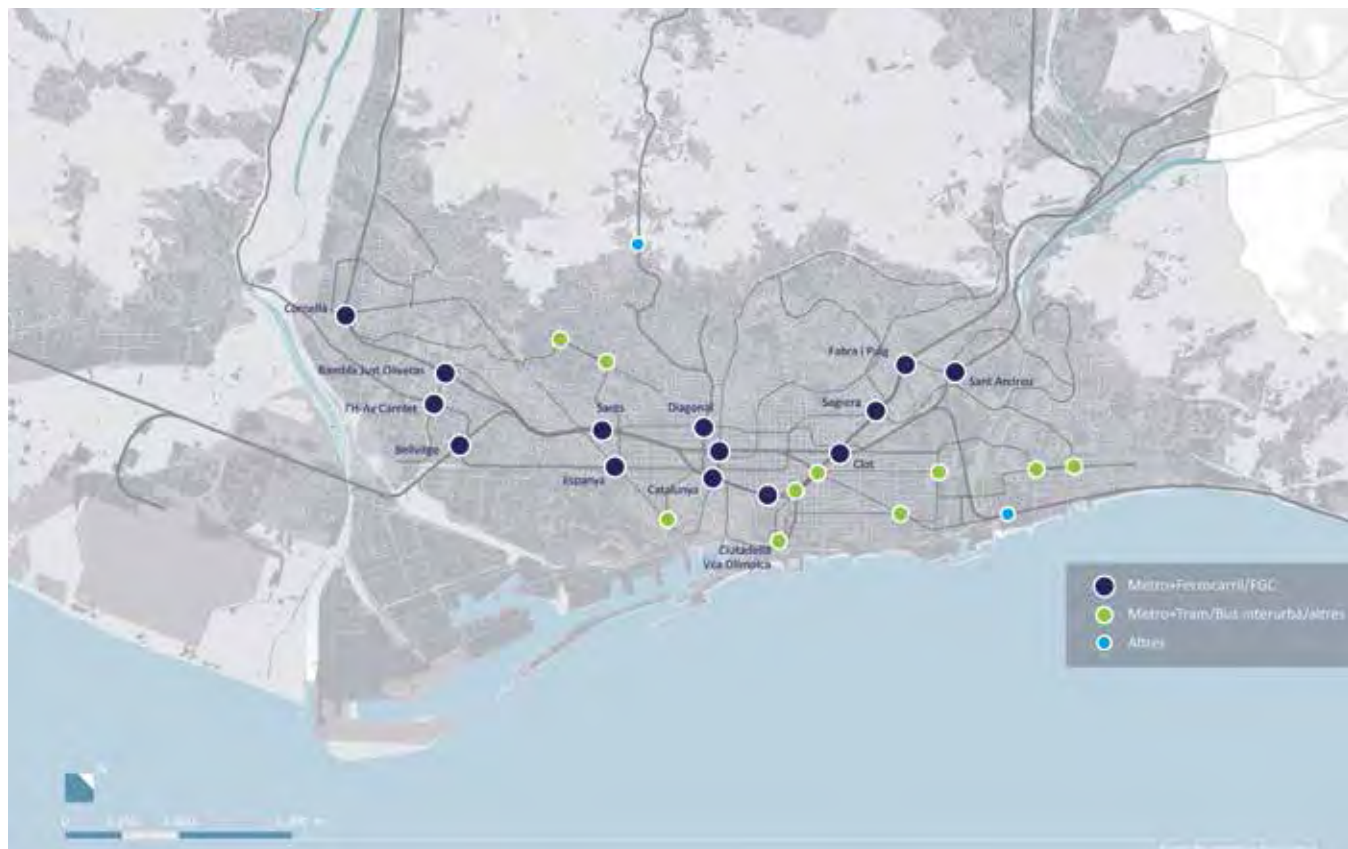 Cornellà
Rambla Just Oliveras
l'H-Av Carrilet
Bellvitge
Sants
Espanya
Diagonal
Catalunya
Fabra i Puig
Sant Andreu
Sagrera
Clot
Ciutadella
Vila Olímpica
Metro+Ferrocarril/FGC
Metro+Tram/Bus interurbà/altres
Altres
0